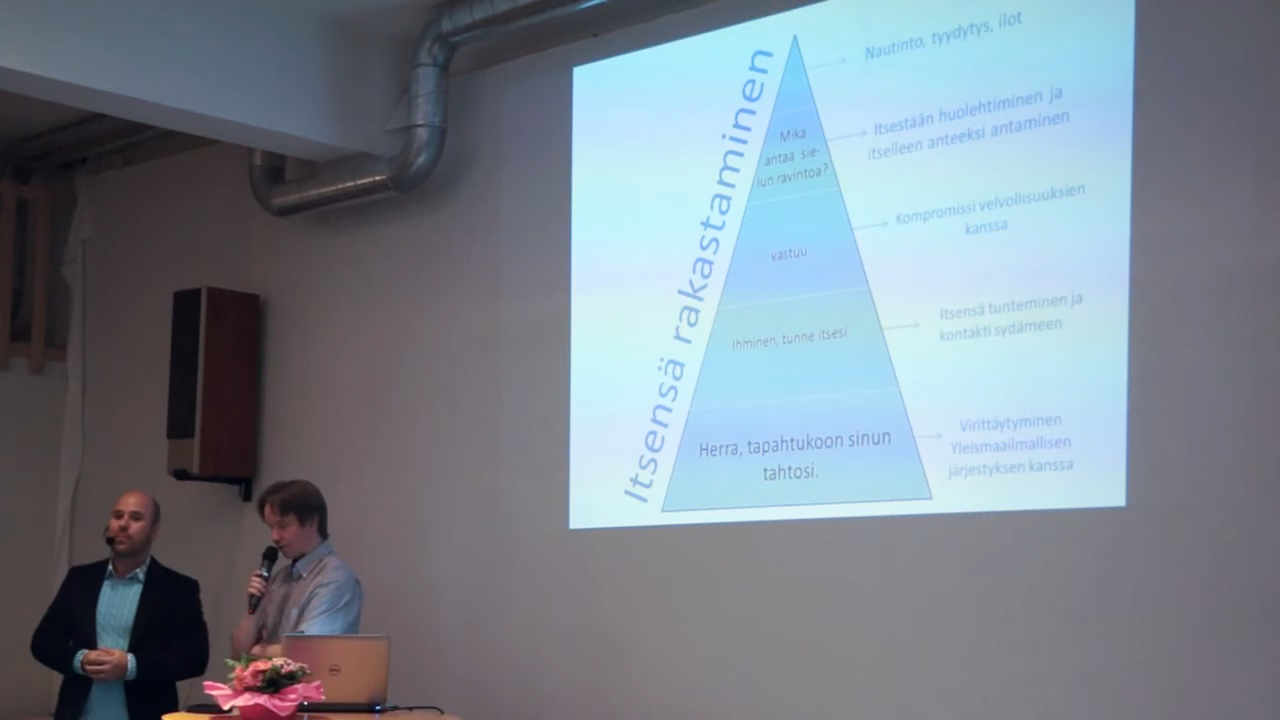 Itsensä rakastaminen
Nautinto, tyydytys, ilot
Mikä
antaa sie-
lun ravintoa?
Itsestään huolehtiminen ja
itselleen anteeksi antaminen
vastuu
Kompromissi velvollisuuksien
kanssa
Ihminen, tunne itsesi
Itsensä tunteminen ja
kontakti sydämeen
Herra, tapahtukoon sinun
tahtosi.
Virittäytyminen
Yleismaailmallisen
järjestyksen kanssa